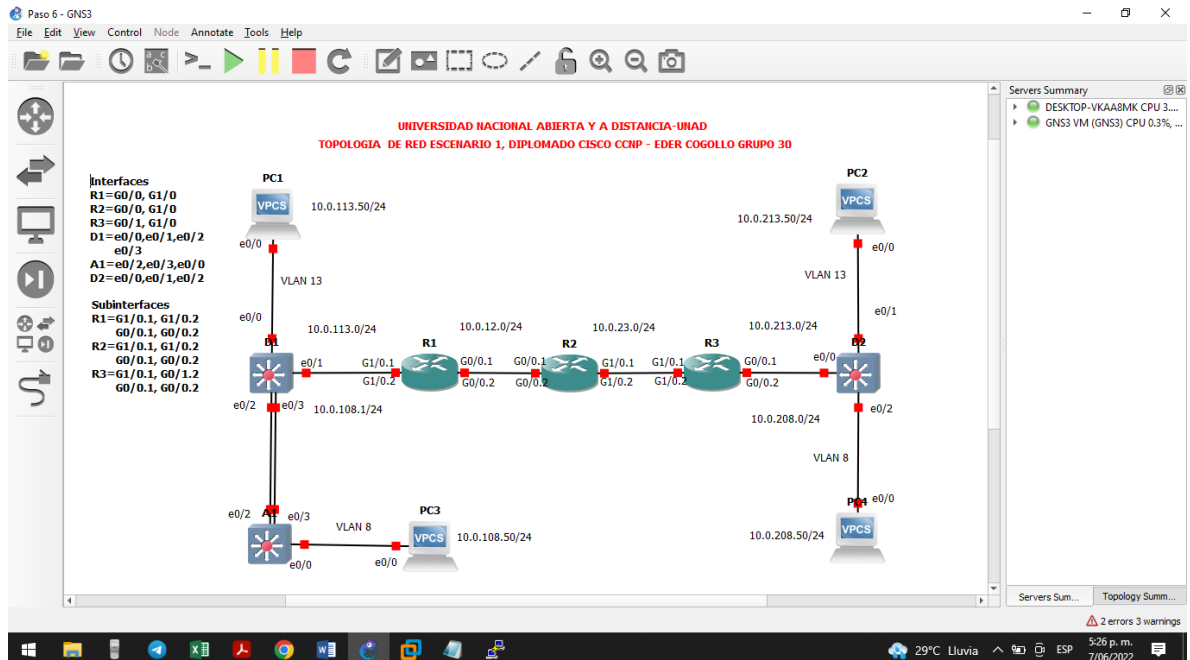 Paso 6 - GNS3
File Edit View Control Node Annotate Tools Help
UNIVERSIDAD NACIONAL ABIERTA Y A DISTANCIA-UNAD
TOPOLOGIA DE RED ESCENARIO 1, DIPLOMADO CISCO CCNP - EDER COGOLLO GRUPO 30
Interfaces
R1=G0/0, G1/0
R2=G0/0, G1/0
R3=G0/1, G1/0
D1=e0/0,e0/1,e0/2
e0/3
A1=e0/2,e0/3,e0/0
D2=e0/0,e0/1,e0/2
Subinterfaces
R1=G1/0.1, G1/0.2
G0/0.1, G0/0.2
R2=G1/0.1, G1/0.2
G0/0.1, G0/0.2
R3=G1/0.1, G0/1.2
G0/0.1, G0/0.2
PC1
VPCS
10.0.113.50/24
e0/0
VLAN 13
e0/0
PC2
VPCS
10.0.213.50/24
e0/0
VLAN 13
e0/1
D1
e0/1
10.0.113.0/24
G1/0.1
G1/0.2
R1
10.0.12.0/24
G0/0.1
G0/0.2
G0/0.1
G0/0.2
R2
10.0.23.0/24
G1/0.1
G1/0.2
G1/0.1
G1/0.2
R3
G0/0.1
G0/0.2
10.0.213.0/24
e0/0
D2
e0/2
e0/3
10.0.108.1/24
10.0.208.0/24
e0/2
VLAN 8
e0/2
A1
e0/3
VLAN 8
e0/0
e0/0
PC3
VPCS
10.0.108.50/24
PC4
e0/0
VPCS
10.0.208.50/24
Servers Summary
DESKTOP-VKAA8MK CPU 3....
GNS3 VM (GNS3) CPU 0.3%, ...
Servers Sum...
Topology Summ...
2 errors 3 warnings
29°C Lluvia
ESP
5:26 p. m.
7/06/2022